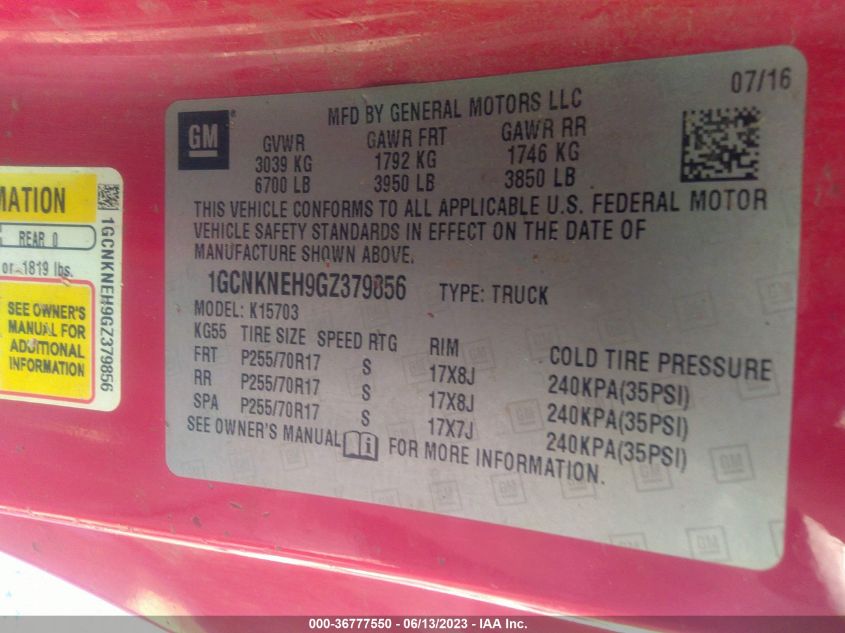 07/16
GM
MFD BY GENERAL MOTORS LLC
GVWR GAWR FRT GAWR RR
3039 KG 1792 KG 1746 KG
6700 LB 3950 LB 3850 LB
THIS VEHICLE CONFORMS TO ALL APPLICABLE U.S. FEDERAL MOTOR
VEHICLE SAFETY STANDARDS IN EFFECT ON THE DATE OF
MANUFACTURE SHOWN ABOVE.
1GCNKNEH9GZ379856 TYPE: TRUCK
MODEL: K15703
KG55 TIRE SIZE SPEED RTG RIM COLD TIRE PRESSURE
FRT P255/70R17 S 17X8J 240KPA(35PSI)
RR P255/70R17 S 17X8J 240KPA(35PSI)
SPA P255/70R17 S 17X7J 240KPA(35PSI)
SEE OWNER'S MANUAL FOR MORE INFORMATION.
REAR 0
or 1819 lbs.
SEE OWNER'S
MANUAL FOR
ADDITIONAL
INFORMATION
1GCNKNEH9GZ379856
000-36777550 - 06/13/2023 - IAA Inc.